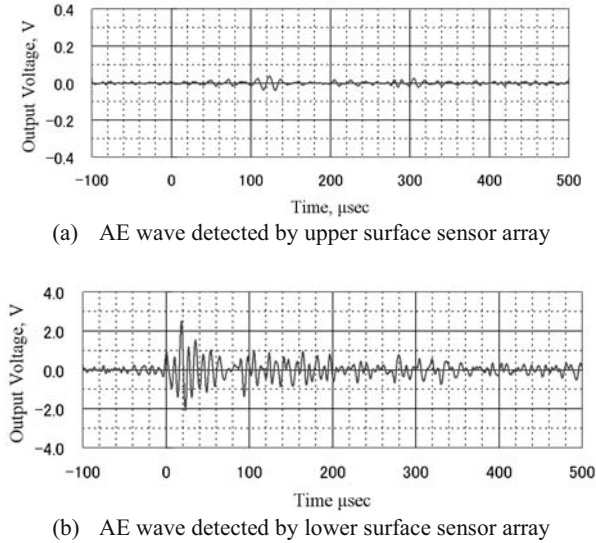 Output Voltage, V
0.4
0.2
0.0
−0.2
−0.4
−100 0 100 200 300 400 500
Time, μsec
(a) AE wave detected by upper surface sensor array
Output Voltage, V
4.0
2.0
0.0
−2.0
−4.0
−100 0 100 200 300 400 500
Time μsec
(b) AE wave detected by lower surface sensor array